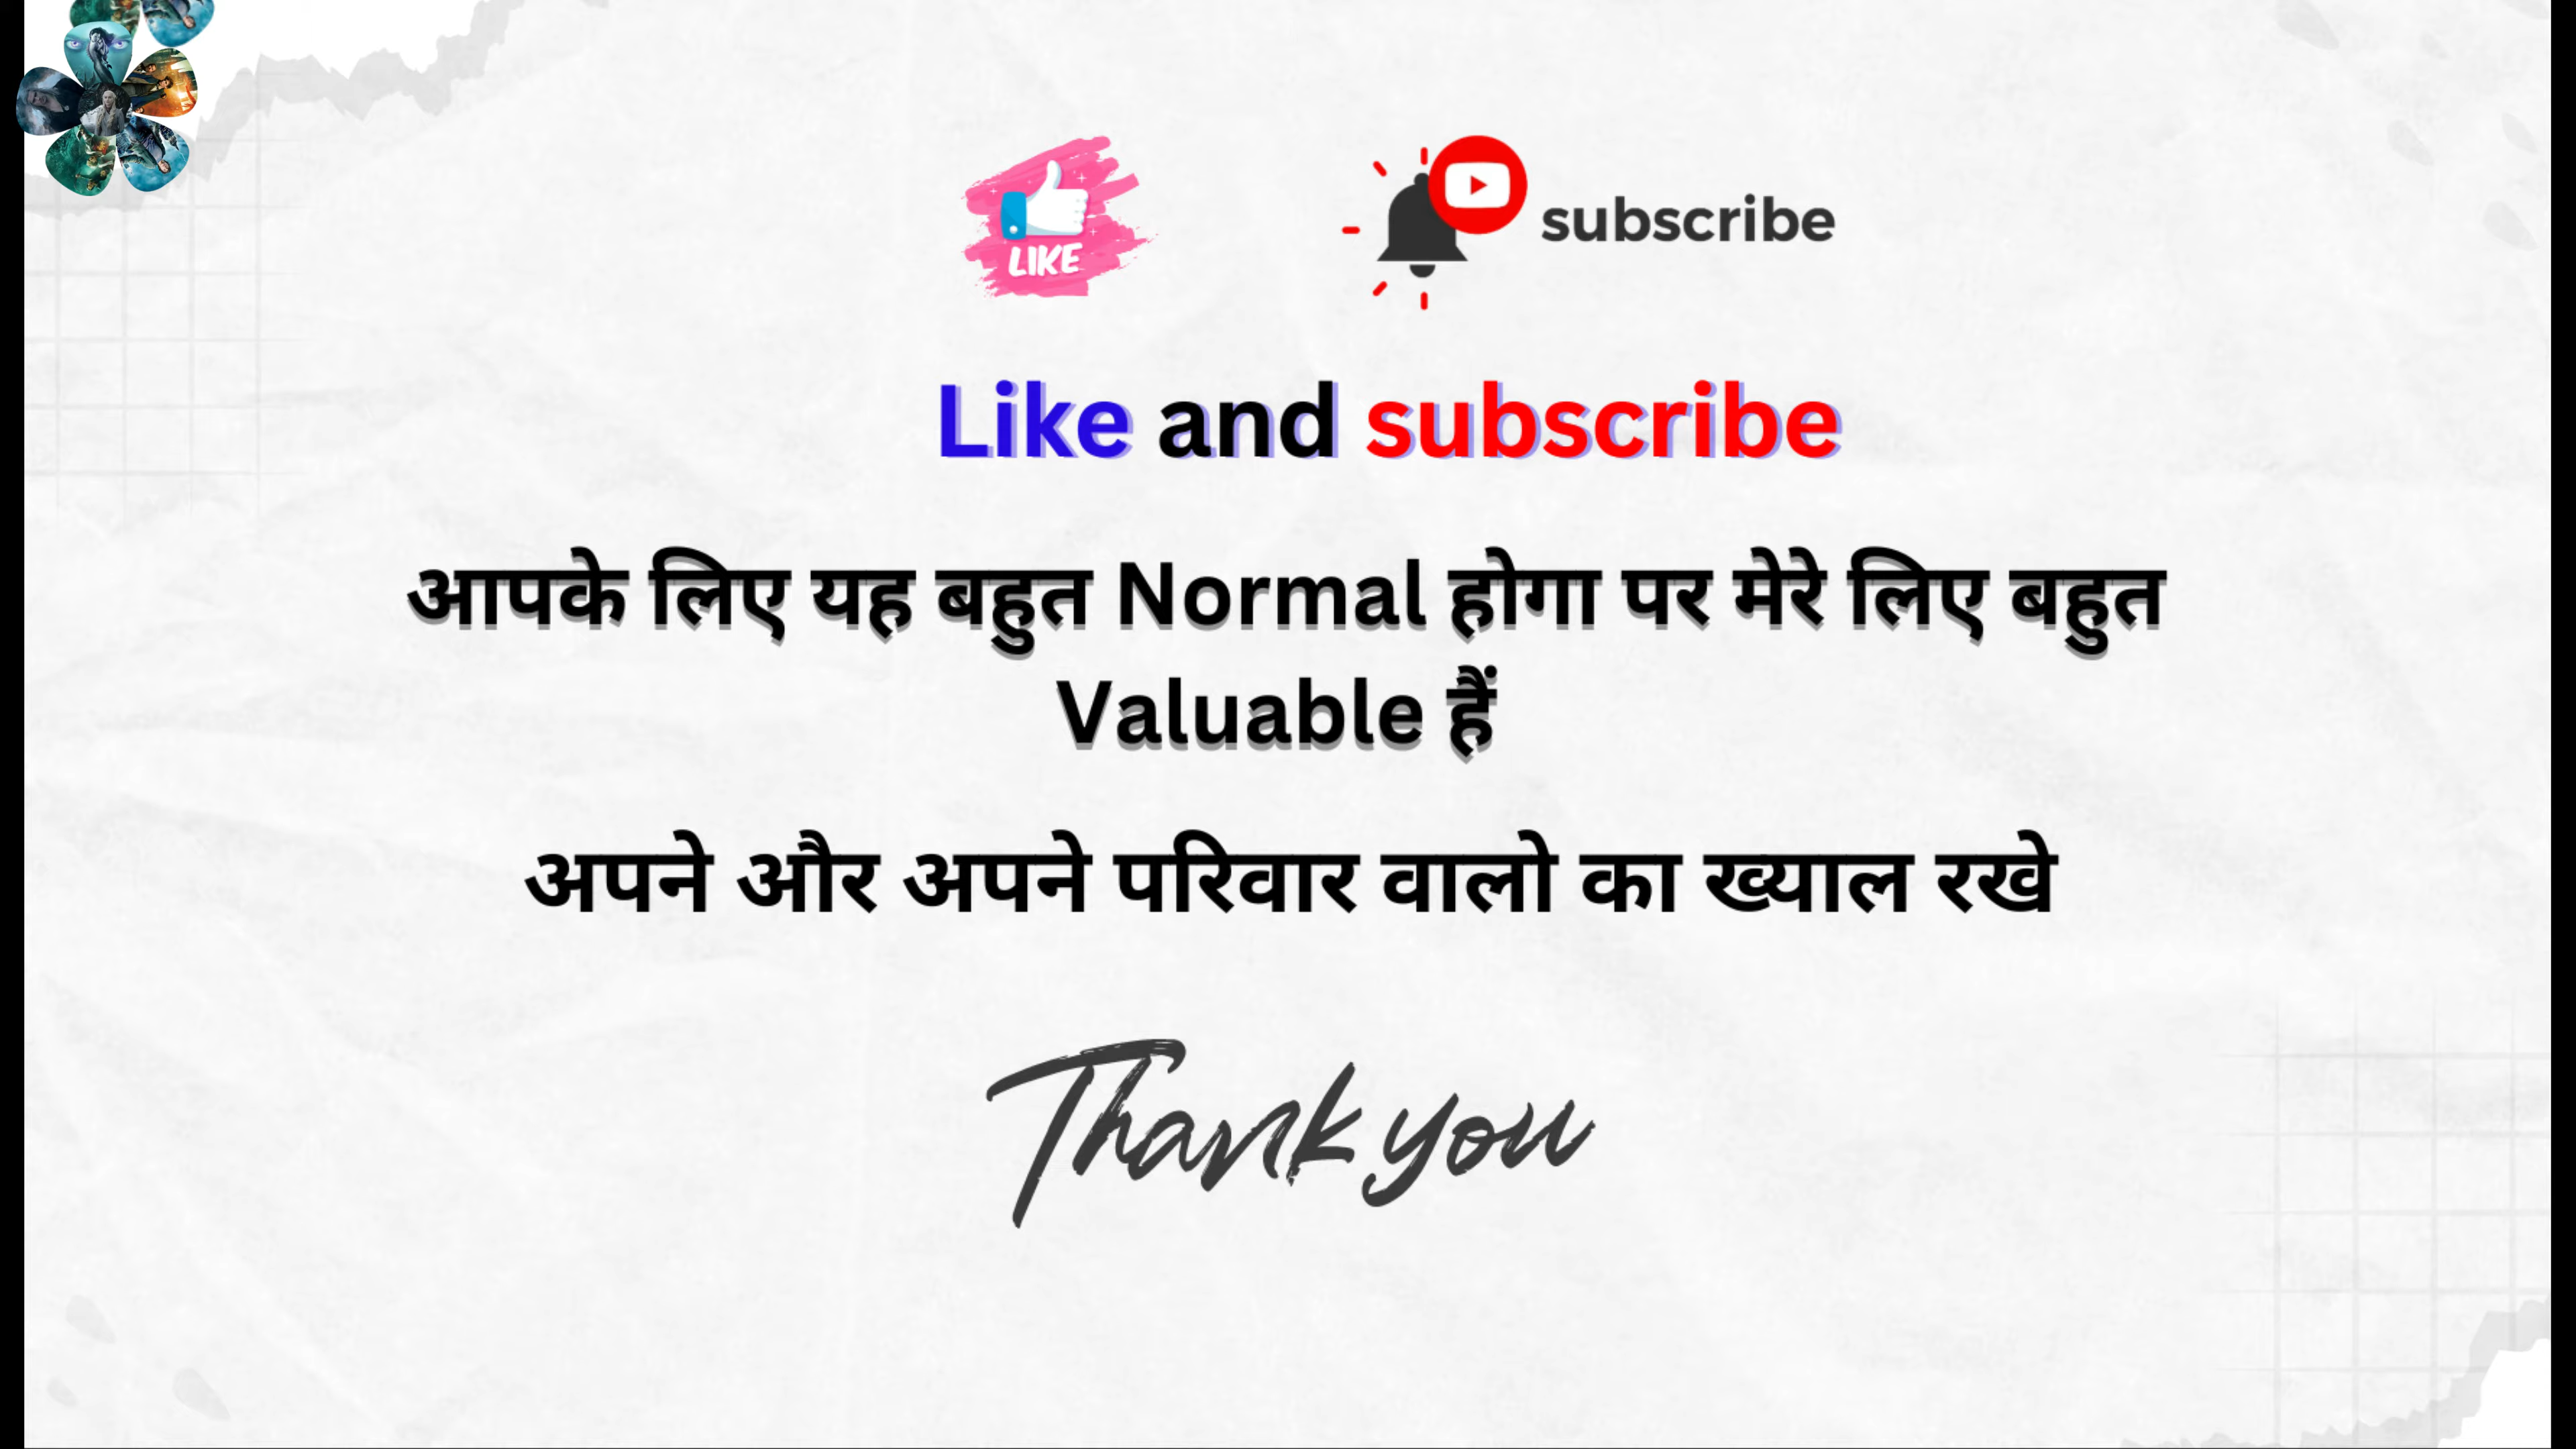 LIKE
subscribe
Like and subscribe
आपके लिए यह बहुत Normal होगा पर मेरे लिए बहुत
Valuable हैं
अपने और अपने परिवार वालो का ख्याल रखे
Thank you